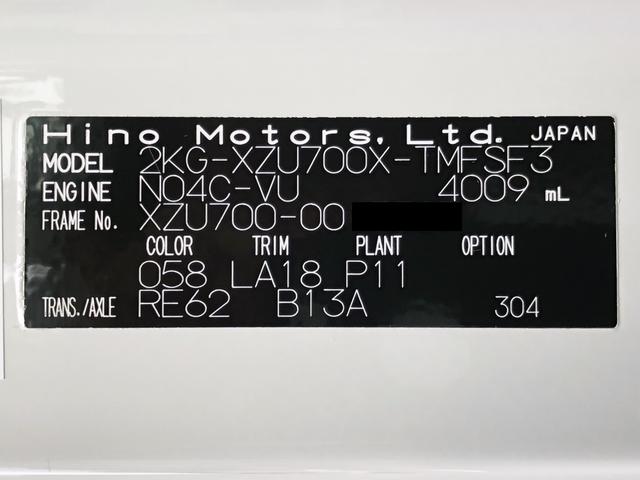 Hino Motors, Ltd. JAPAN
MODEL 2KG-XZU700X-TMFSF3
ENGINE N04C-VU 4009 mL
FRAME No. XZU700-00
COLOR TRIM PLANT OPTION
058 LA18 P11
TRANS./AXLE RE62 B13A 304